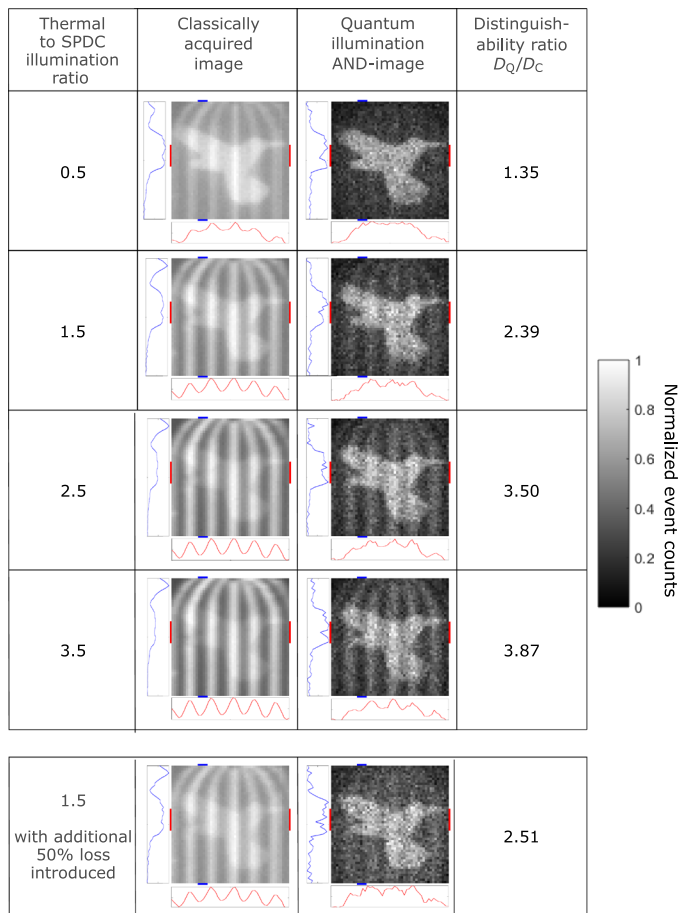 Thermal
to SPDC
illumination
ratio
Classically
acquired
image
Quantum
illumination
AND-image
Distinguish-
ability ratio
D_Q/D_C
0.5
1.35
1.5
2.39
2.5
3.50
3.5
3.87
1.5
with additional
50% loss
introduced
2.51
1
0.8
0.6
0.4
0.2
0
Normalized event counts